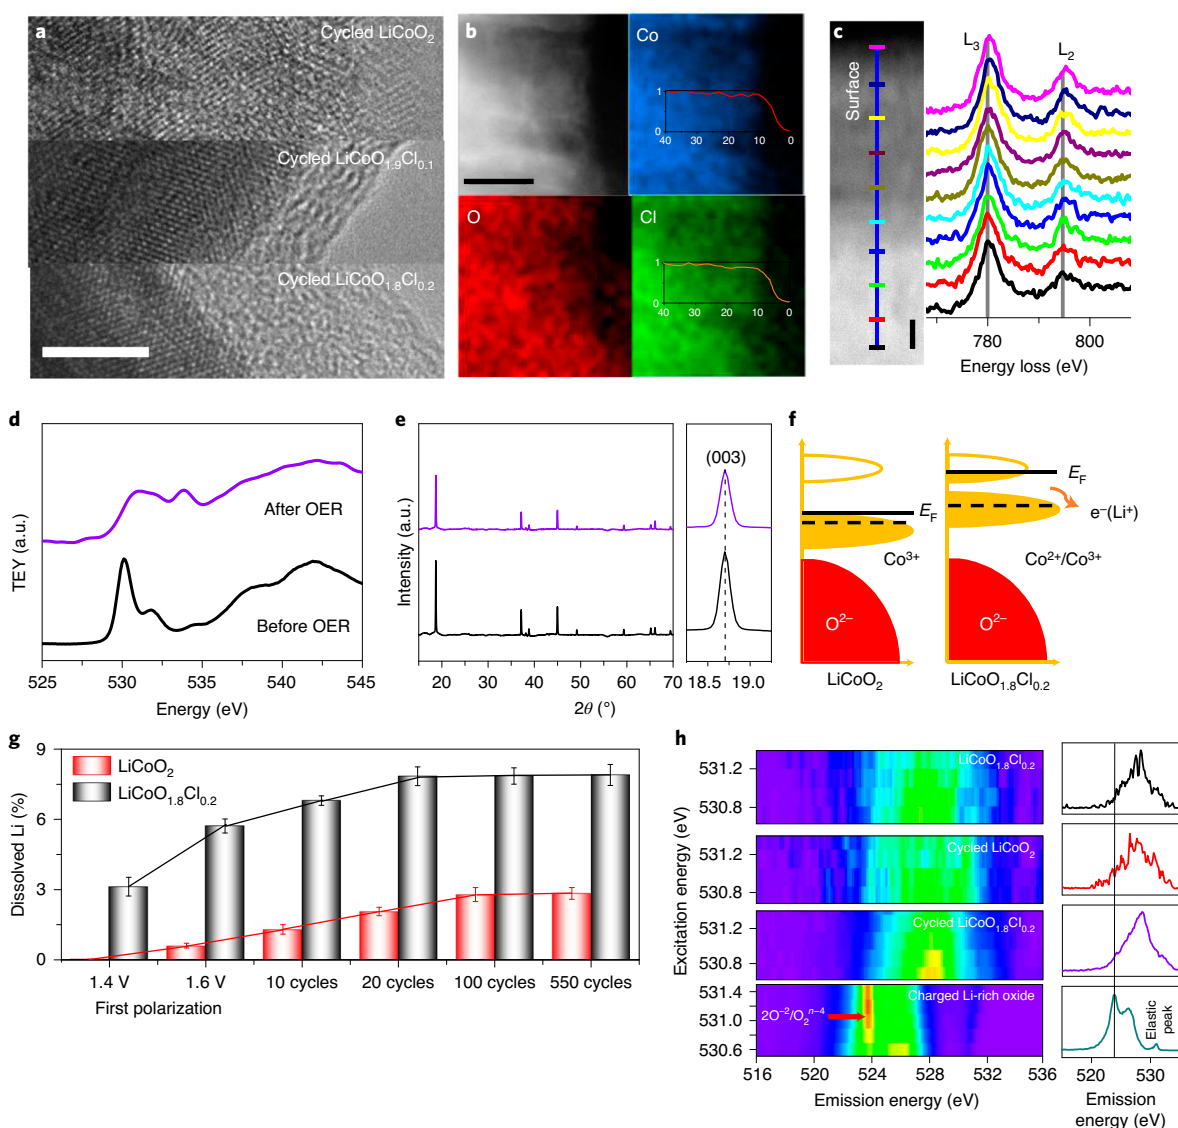 a
Cycled LiCoO2
Cycled LiCoO1.9Cl0.1
Cycled LiCoO1.8Cl0.2
b
Co
1
0
40 30 20 10 0
O
Cl
1
0
40 30 20 10 0
c
Surface
L3
L2
780 800
Energy loss (eV)
d
TEY (a.u.)
After OER
Before OER
525 530 535 540 545
Energy (eV)
e
Intensity (a.u.)
(003)
15 20 30 40 50 60 70
18.5 19.0
2θ (°)
f
EF
Co3+
O2−
LiCoO2
EF
e−(Li+)
Co2+/Co3+
O2−
LiCoO1.8Cl0.2
g
Dissolved Li (%)
9
6
3
0
LiCoO2
LiCoO1.8Cl0.2
1.4 V 1.6 V 10 cycles 20 cycles 100 cycles 550 cycles
First polarization
h
Excitation energy (eV)
531.2
530.8
LiCoO1.8Cl0.2
531.2
530.8
Cycled LiCoO2
531.2
530.8
Cycled LiCoO1.8Cl0.2
531.4
531.0
530.6
Charged Li-rich oxide
2O−2/O2n−4
516 520 524 528 532 536
Emission energy (eV)
Elastic
peak
520 530
Emission
energy (eV)